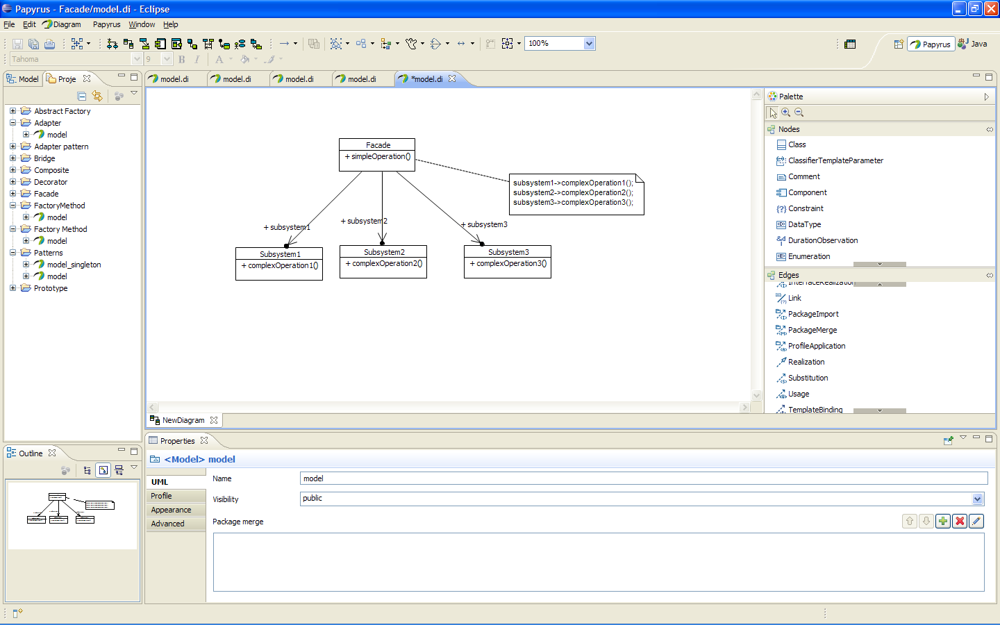 Papyrus - Facade/model.di - Eclipse
File Edit Diagram Papyrus Window Help
100%
Papyrus Java
Tahoma 9 B I A
Model Proje
model.di model.di model.di model.di *model.di
Abstract Factory
Adapter
model
Adapter pattern
Bridge
Composite
Decorator
Facade
FactoryMethod
model
Factory Method
model
Patterns
model_singleton
model
Prototype
Facade
+ simpleOperation()
subsystem1->complexOperation1();
subsystem2->complexOperation2();
subsystem3->complexOperation3();
+ subsystem1
+ subsystem2
+ subsystem3
Subsystem1
+ complexOperation1()
Subsystem2
+ complexOperation2()
Subsystem3
+ complexOperation3()
NewDiagram
Palette
Nodes
Class
ClassifierTemplateParameter
Comment
Component
Constraint
DataType
DurationObservation
Enumeration
Edges
InterfaceRealization
Link
PackageImport
PackageMerge
ProfileApplication
Realization
Substitution
Usage
TemplateBinding
Outline
Properties
<Model> model
UML
Profile
Appearance
Advanced
Name model
Visibility public
Package merge